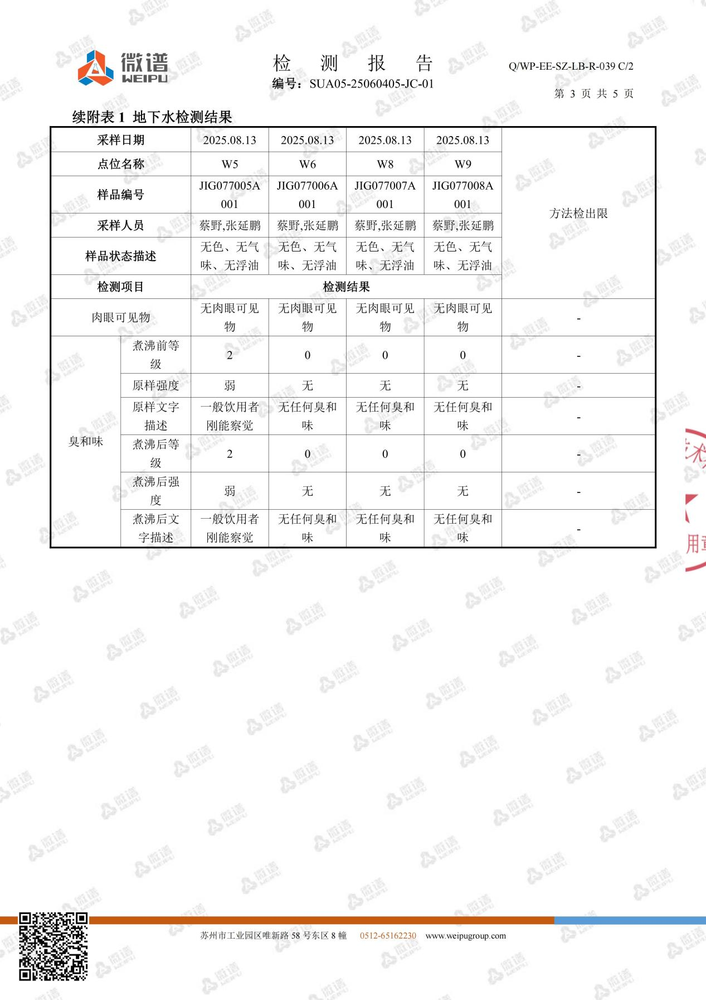 微谱
WEIPU
检 测 报 告
编号：SUA05-25060405-JC-01
Q/WP-EE-SZ-LB-R-039 C/2
第 3 页 共 5 页
续附表 1 地下水检测结果
采样日期 2025.08.13 2025.08.13 2025.08.13 2025.08.13 方法检出限
点位名称 W5 W6 W8 W9
样品编号 JIG077005A001 JIG077006A001 JIG077007A001 JIG077008A001
采样人员 蔡野,张延鹏 蔡野,张延鹏 蔡野,张延鹏 蔡野,张延鹏
样品状态描述 无色、无气味、无浮油 无色、无气味、无浮油 无色、无气味、无浮油 无色、无气味、无浮油
检测项目 检测结果
肉眼可见物 无肉眼可见物 无肉眼可见物 无肉眼可见物 无肉眼可见物 -
臭和味 煮沸前等级 2 0 0 0 -
原样强度 弱 无 无 无 -
原样文字描述 一般饮用者刚能察觉 无任何臭和味 无任何臭和味 无任何臭和味 -
煮沸后等级 2 0 0 0 -
煮沸后强度 弱 无 无 无 -
煮沸后文字描述 一般饮用者刚能察觉 无任何臭和味 无任何臭和味 无任何臭和味 -
术
用章
苏州市工业园区唯新路 58 号东区 8 幢 0512-65162230 www.weipugroup.com